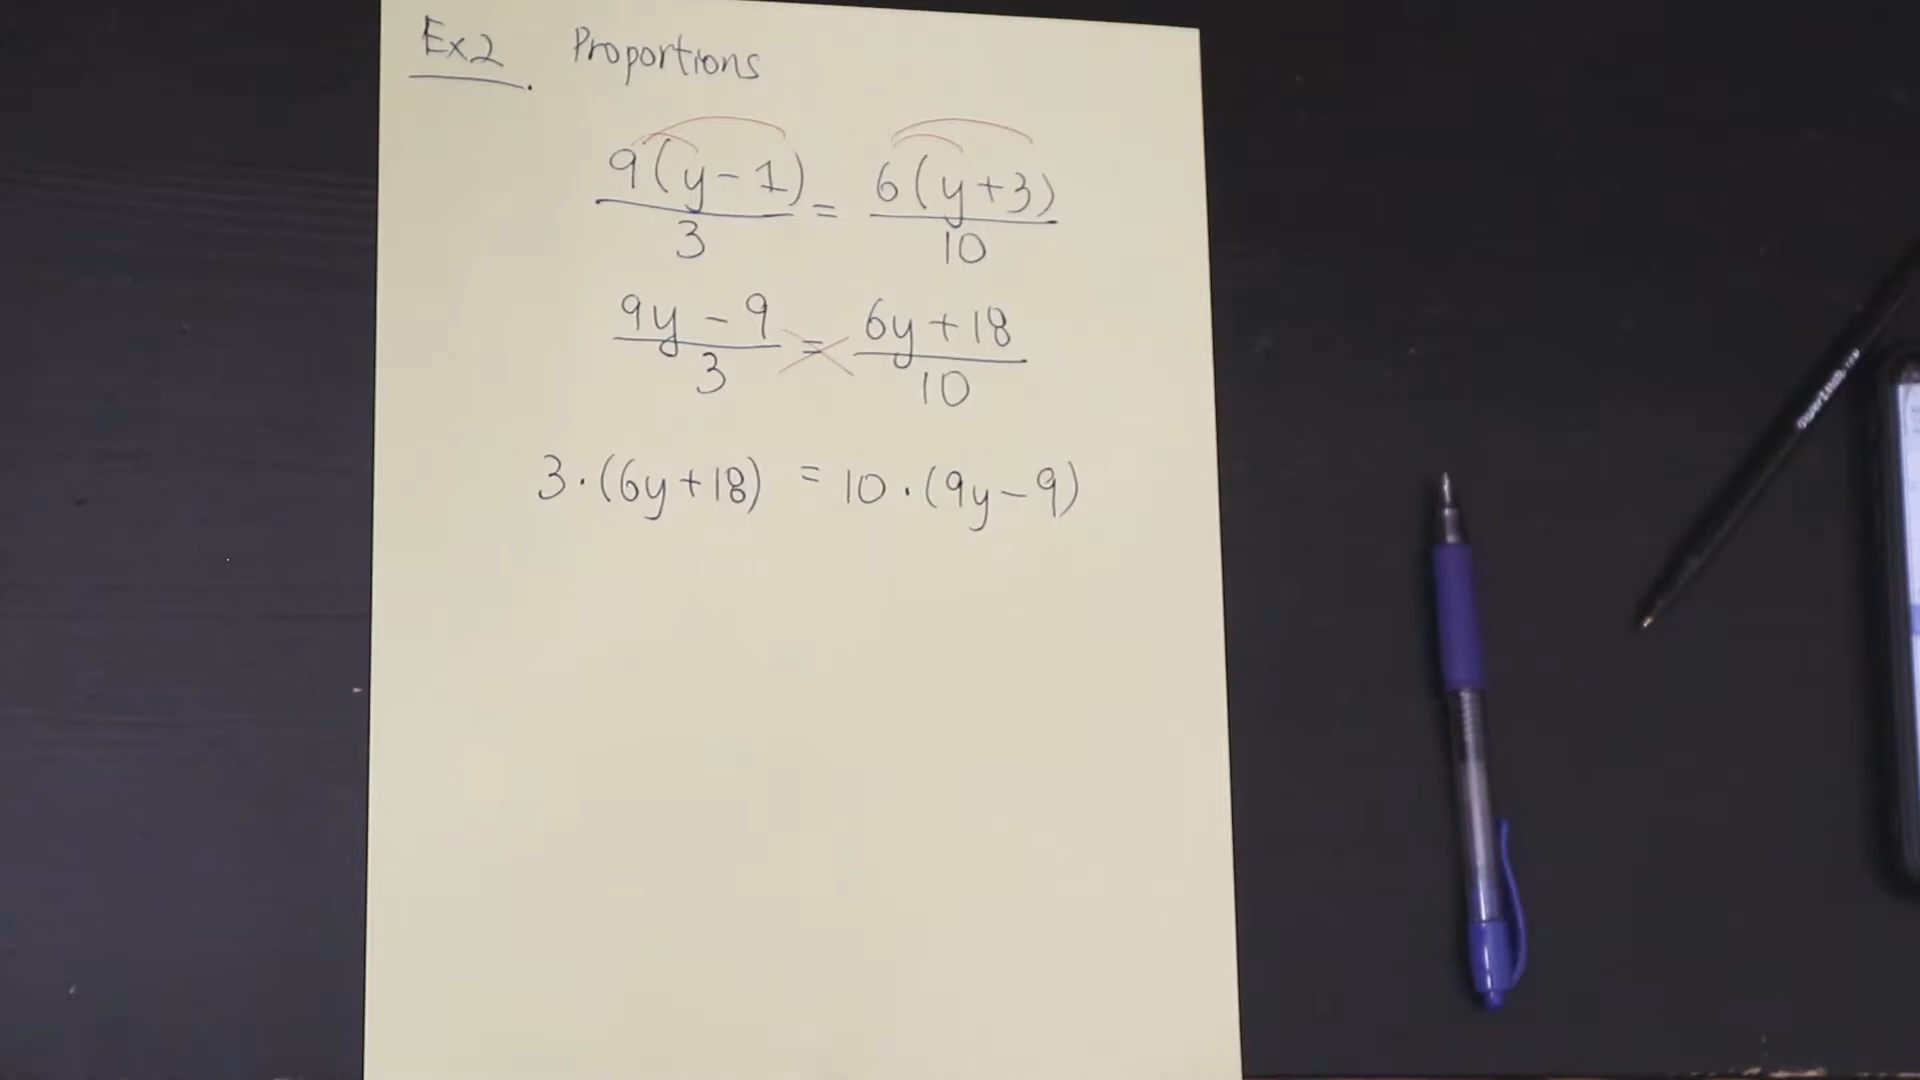 Ex2. Proportions
9(y-1)/3 = 6(y+3)/10
9y-9/3 = 6y+18/10
3·(6y+18) = 10·(9y-9)